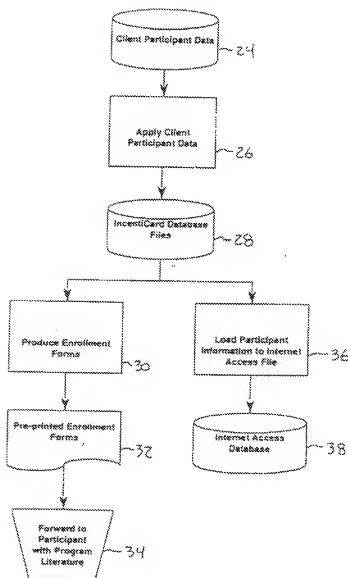 Client Participant Data
24
Apply Client
Participant Data
26
IncentiCard Database
Files
28
Produce Enrollment
Forms
30
Load Participant
Information to Internet
Access File
36
Pre-printed Enrollment
Forms
32
Internet Access
Database
38
Forward to
Participant
with Program
Literature
34